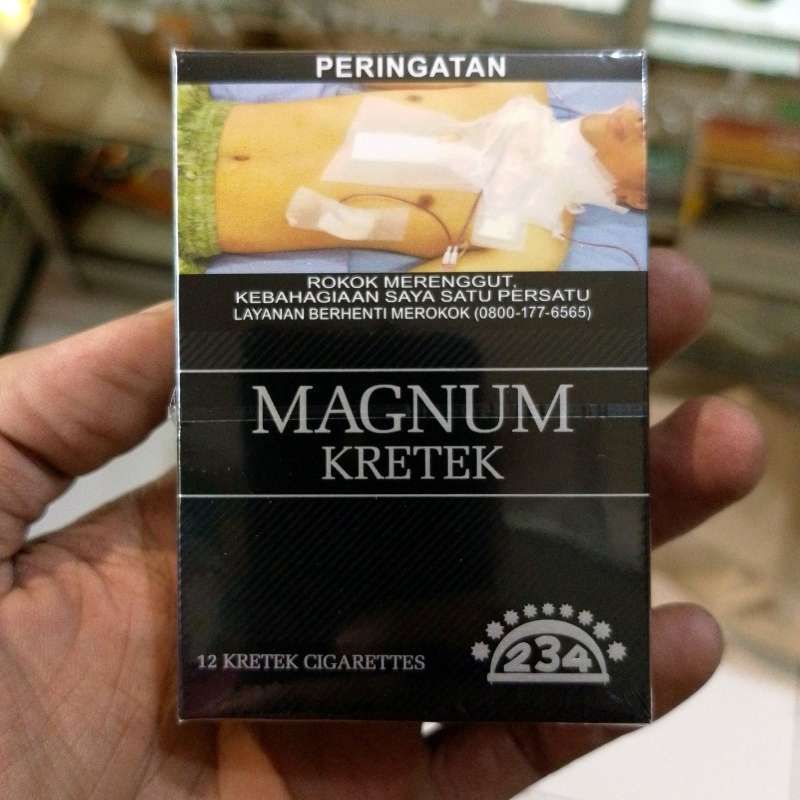 PERINGATAN
ROKOK MERENGGUT,
KEBAHAGIAAN SAYA SATU PERSATU
LAYANAN BERHENTI MEROKOK (0800-177-6565)
MAGNUM
KRETEK
12 KRETEK CIGARETTES
234